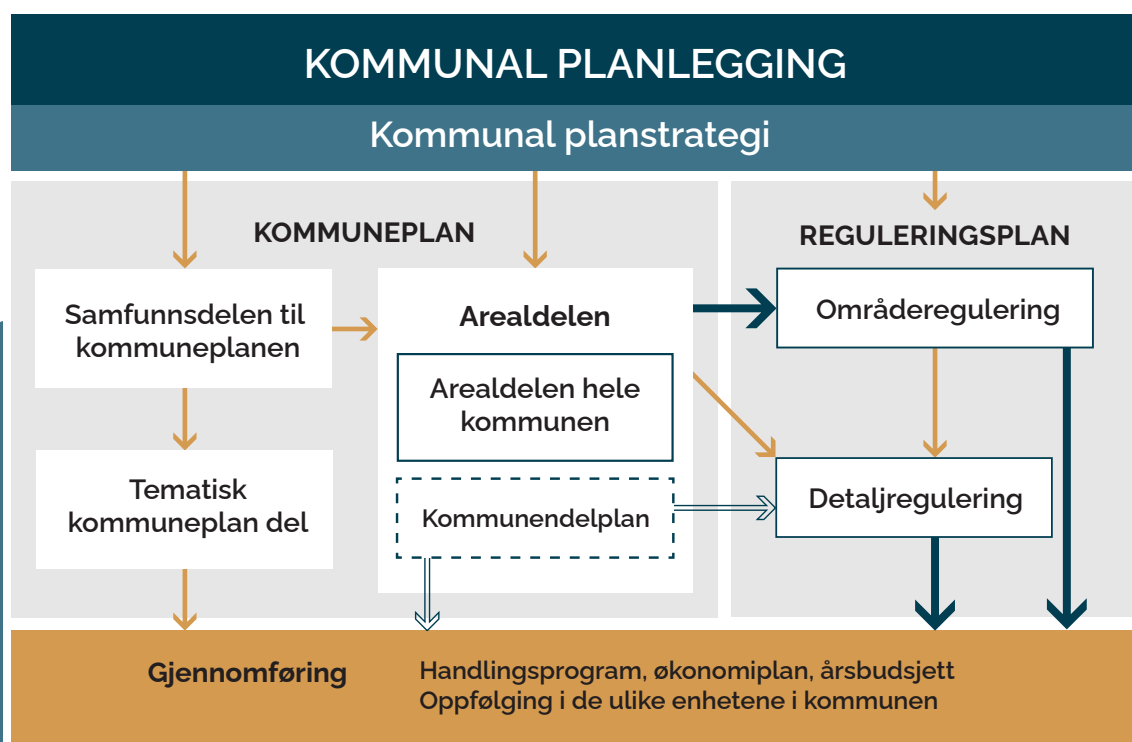 KOMMUNAL PLANLEGGING
Kommunal planstrategi
KOMMUNEPLAN
Samfunnsdelen til
kommuneplanen
Tematisk
kommuneplan del
Arealdelen
Arealdelen hele
kommunen
Kommunendelplan
REGULERINGSPLAN
Områderegulering
Detaljregulering
Gjennomføring
Handlingsprogram, økonomiplan, årsbudsjett
Oppfølging i de ulike enhetene i kommunen